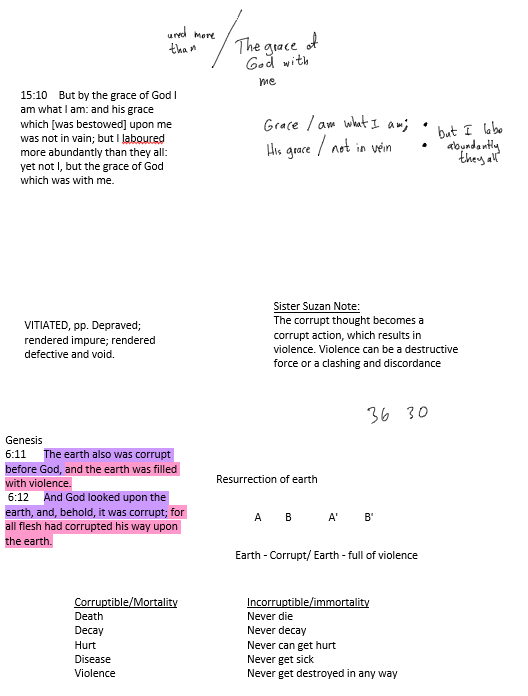 ured more
than
The grace of
God with
me
15:10 But by the grace of God I
am what I am: and his grace
which [was bestowed] upon me
was not in vain; but I laboured
more abundantly than they all:
yet not I, but the grace of God
which was with me.
Grace / am what I am;
His grace / not in vein
• but I labo
• abundantly
they all
VITIATED, pp. Depraved;
rendered impure; rendered
defective and void.
Sister Suzan Note:
The corrupt thought becomes a
corrupt action, which results in
violence. Violence can be a destructive
force or a clashing and discordance
36 30
Genesis
6:11 The earth also was corrupt
before God, and the earth was filled
with violence.
6:12 And God looked upon the
earth, and, behold, it was corrupt; for
all flesh had corrupted his way upon
the earth.
Resurrection of earth
A B A' B'
Earth - Corrupt/ Earth - full of violence
Corruptible/Mortality
Death
Decay
Hurt
Disease
Violence
Incorruptible/immortality
Never die
Never decay
Never can get hurt
Never get sick
Never get destroyed in any way